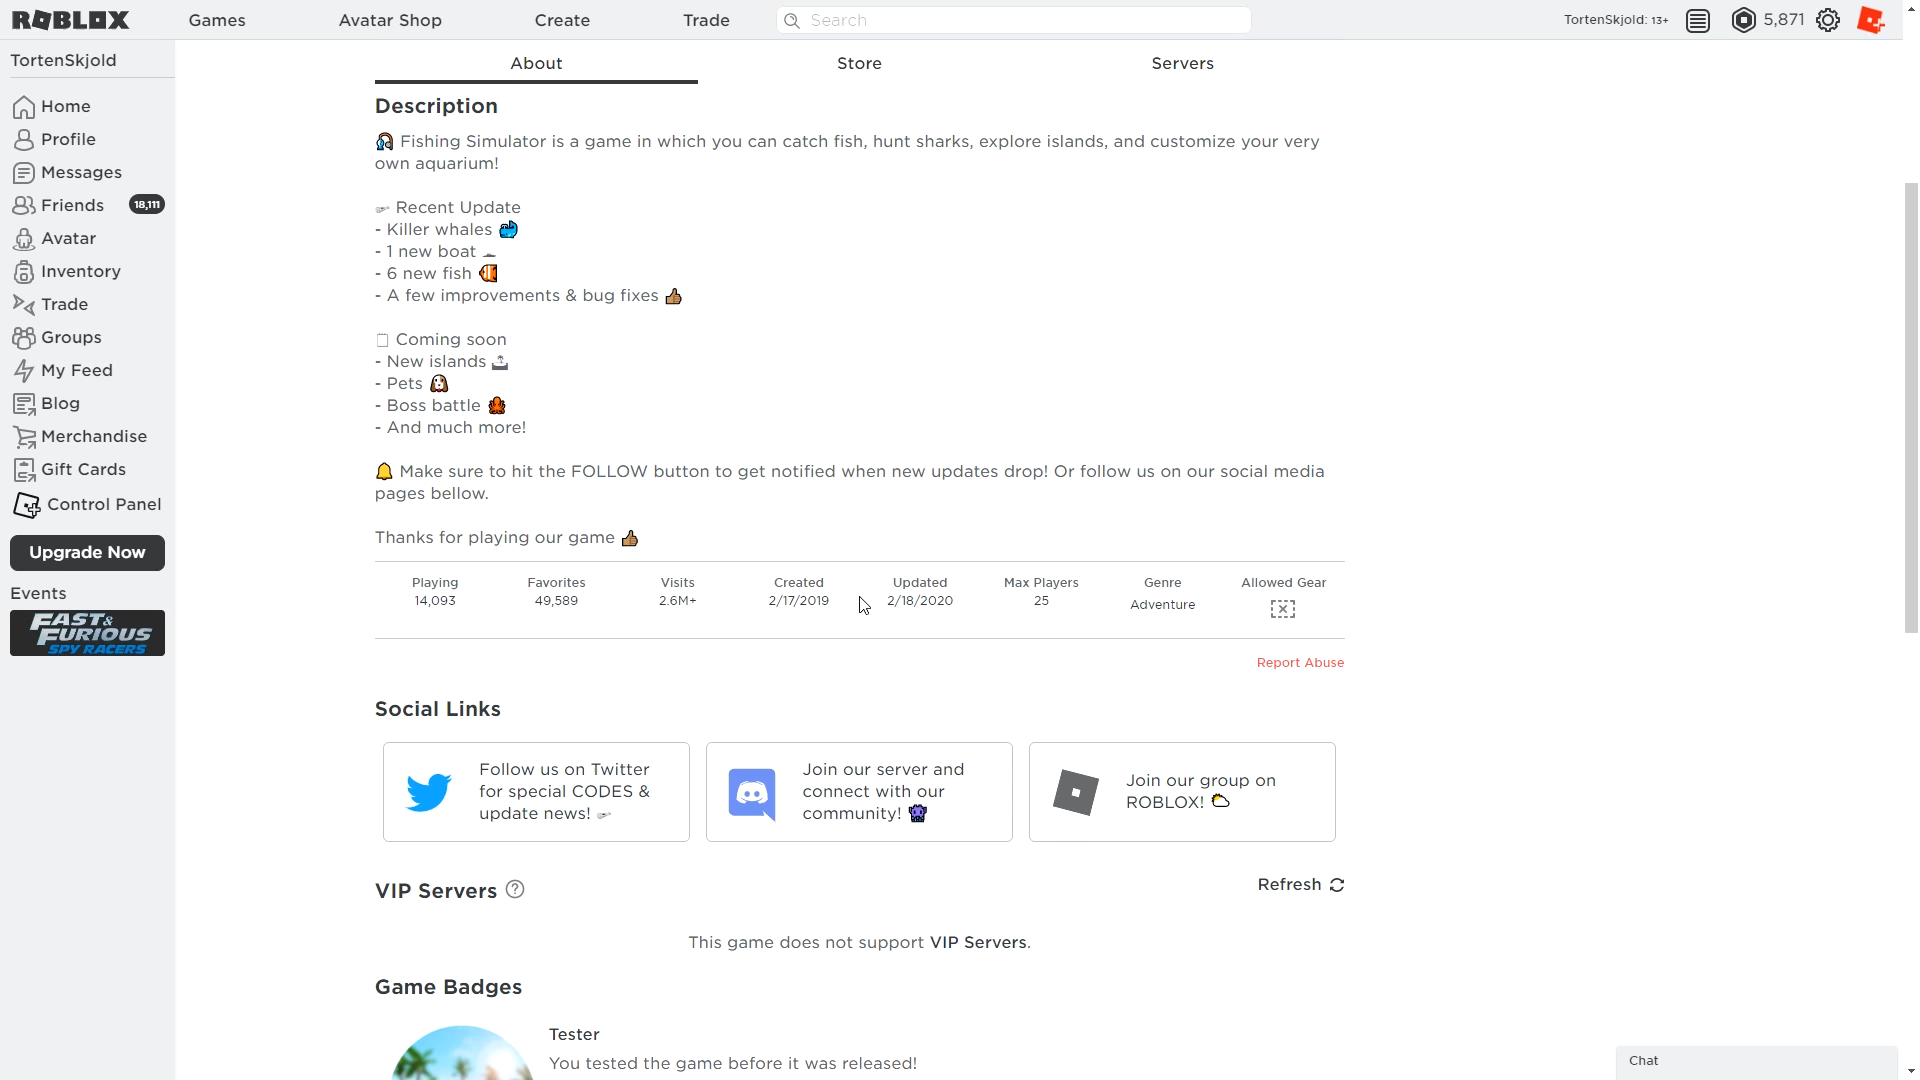 ROBLOX
Games
Avatar Shop
Create
Trade
Search
TortenSkjold: 13+
5,871
TortenSkjold
Home
Profile
Messages
Friends 18,111
Avatar
Inventory
Trade
Groups
My Feed
Blog
Merchandise
Gift Cards
Control Panel
Upgrade Now
Events
FAST &
FURIOUS
SPY RACERS
About
Store
Servers
Description
🎣 Fishing Simulator is a game in which you can catch fish, hunt sharks, explore islands, and customize your very
own aquarium!
Recent Update
- Killer whales 🐳
- 1 new boat
- 6 new fish 🐠
- A few improvements & bug fixes 👍🏾
Coming soon
- New islands 🏝
- Pets 🐶
- Boss battle 🐙
- And much more!
🔔 Make sure to hit the FOLLOW button to get notified when new updates drop! Or follow us on our social media
pages bellow.
Thanks for playing our game 👍🏾
Playing
14,093
Favorites
49,589
Visits
2.6M+
Created
2/17/2019
Updated
2/18/2020
Max Players
25
Genre
Adventure
Allowed Gear
Report Abuse
Social Links
Follow us on Twitter
for special CODES &
update news!
Join our server and
connect with our
community! 👾
Join our group on
ROBLOX! 🌤
VIP Servers
Refresh
This game does not support VIP Servers.
Game Badges
Tester
You tested the game before it was released!
Chat